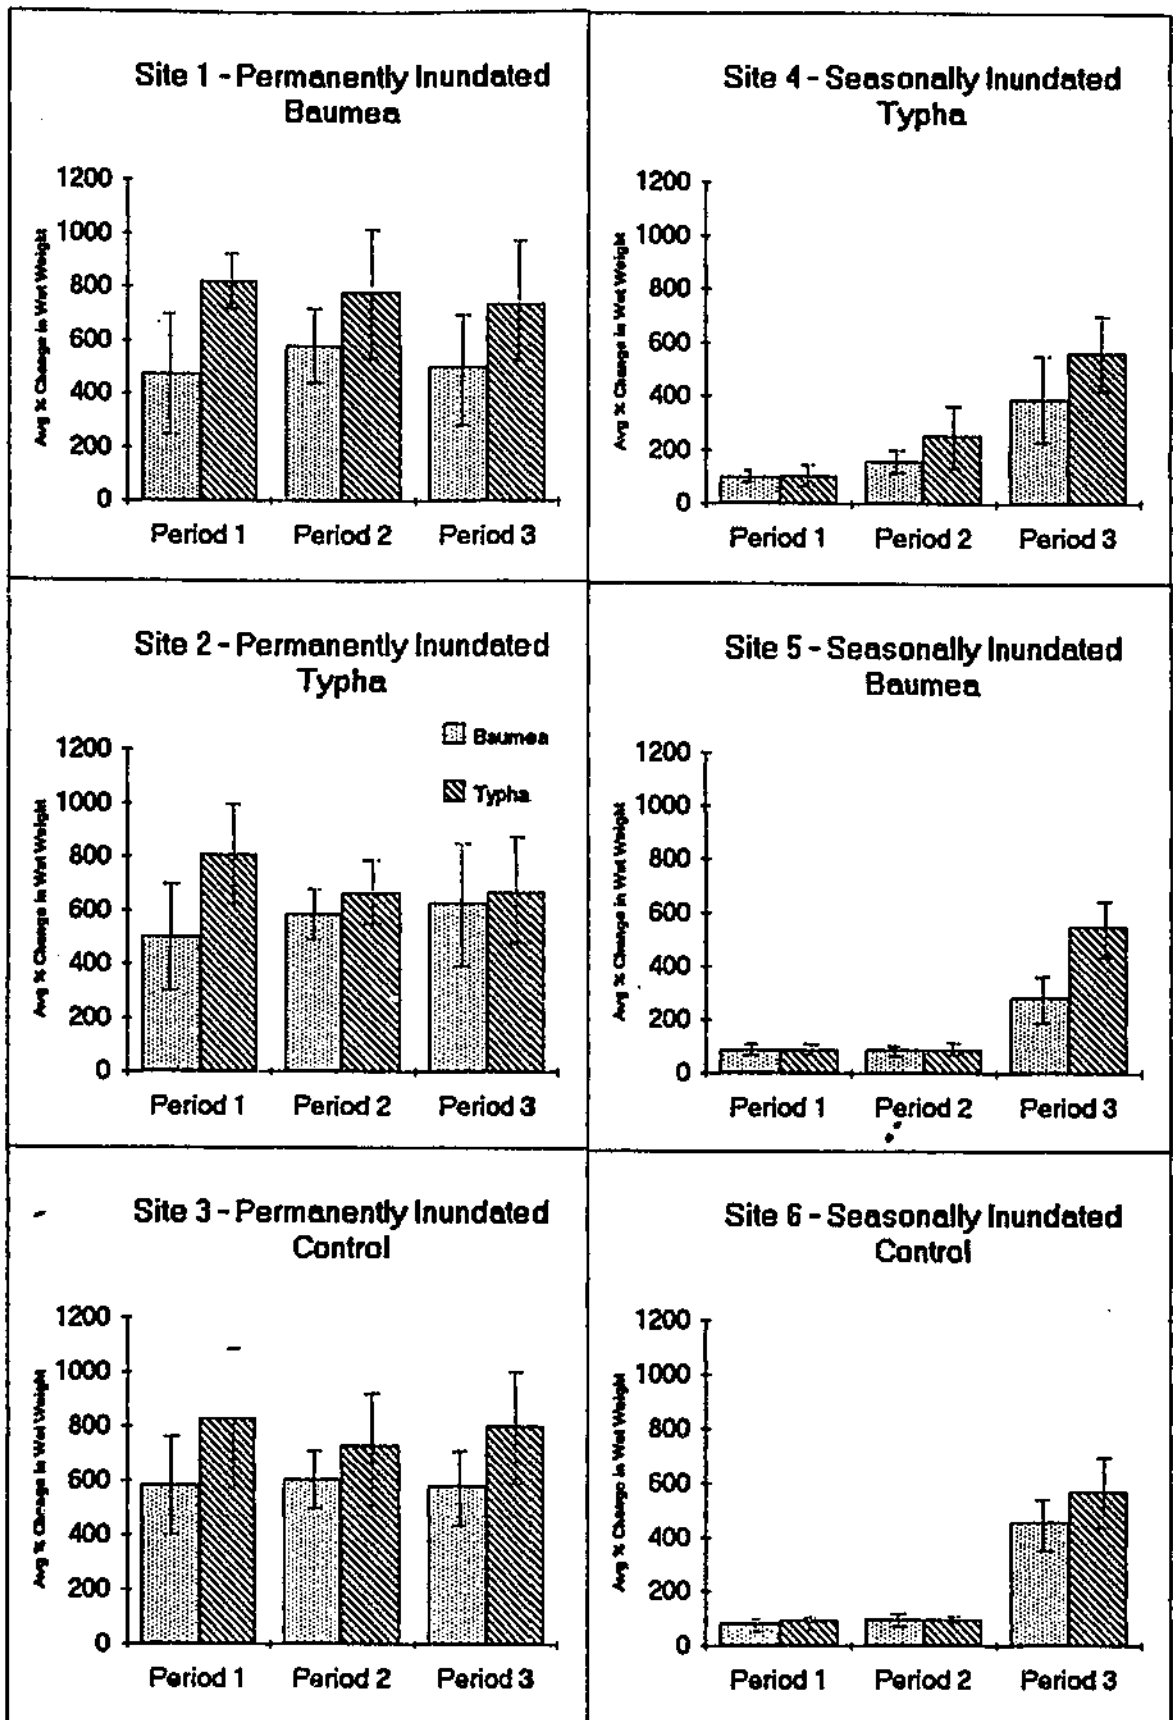 Site 1 - Permanently Inundated
Baumea
Avg % Change in Wet Weight
1200
1000
800
600
400
200
0
Period 1 Period 2 Period 3
Site 4 - Seasonally Inundated
Typha
Avg % Change in Wet Weight
1200
1000
800
600
400
200
0
Period 1 Period 2 Period 3
Site 2 - Permanently Inundated
Typha
Baumea
Typha
Avg % Change in Wet Weight
1200
1000
800
600
400
200
0
Period 1 Period 2 Period 3
Site 5 - Seasonally Inundated
Baumea
Avg % Change in Wet Weight
1200
1000
800
600
400
200
0
Period 1 Period 2 Period 3
Site 3 - Permanently Inundated
Control
Avg % Change in Wet Weight
1200
1000
800
600
400
200
0
Period 1 Period 2 Period 3
Site 6 - Seasonally Inundated
Control
Avg % Change in Wet Weight
1200
1000
800
600
400
200
0
Period 1 Period 2 Period 3